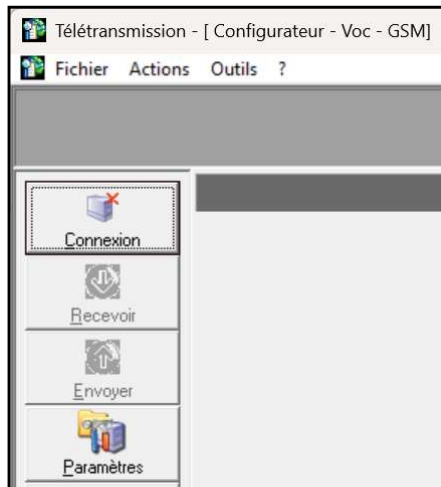 Télétransmission - [ Configurateur - Voc - GSM]
Fichier Actions Outils ?
Connexion
Recevoir
Envoyer
Paramètres